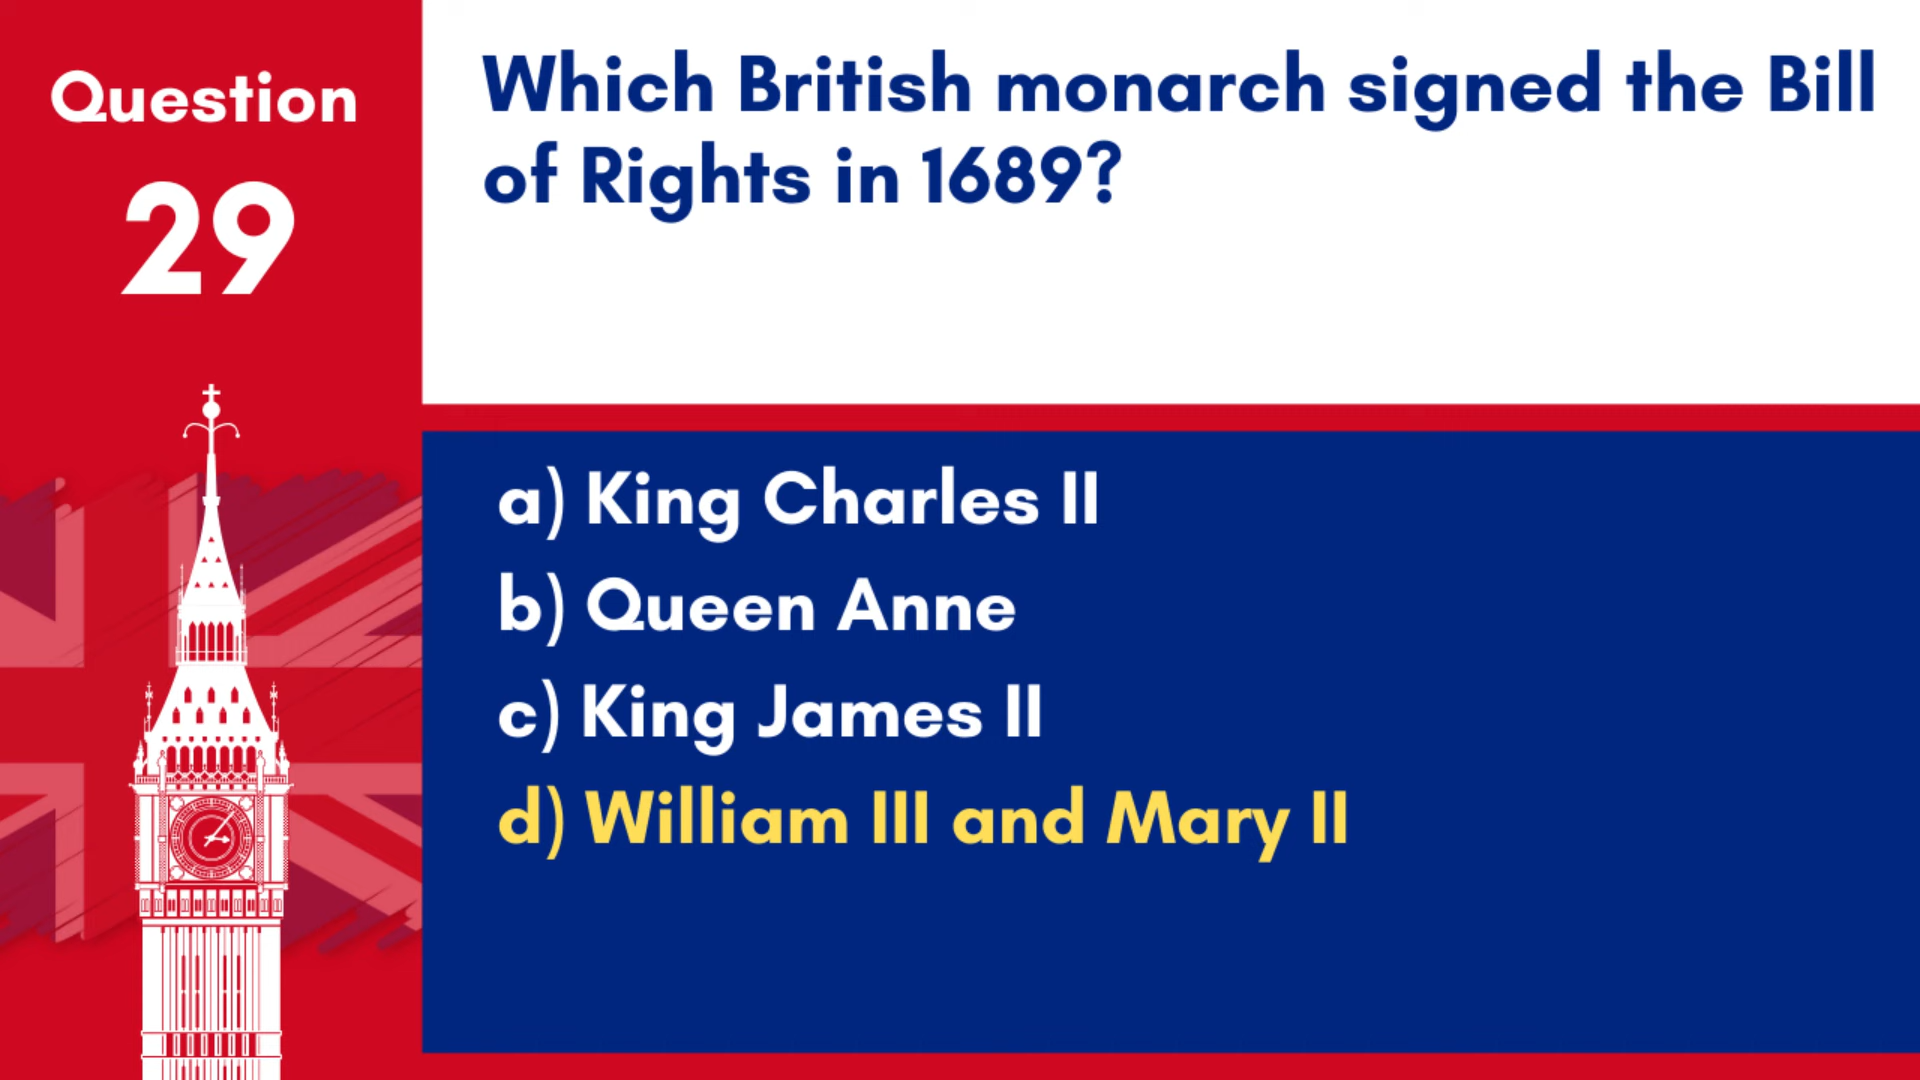 Question
29
Which British monarch signed the Bill
of Rights in 1689?
a) King Charles II
b) Queen Anne
c) King James II
d) William III and Mary II